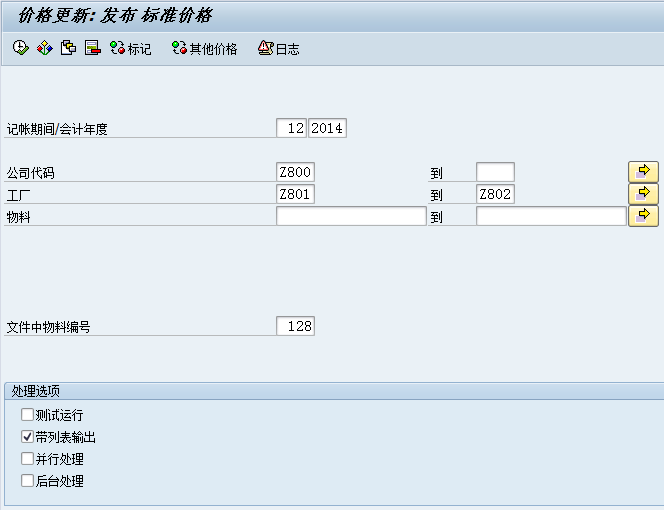 价格更新: 发布 标准价格
标记 其他价格 日志
记帐期间/会计年度 12 2014
公司代码 Z800 到
工厂 Z801 到 Z802
物料 到
文件中物料编号 128
处理选项
测试运行
带列表输出
并行处理
后台处理